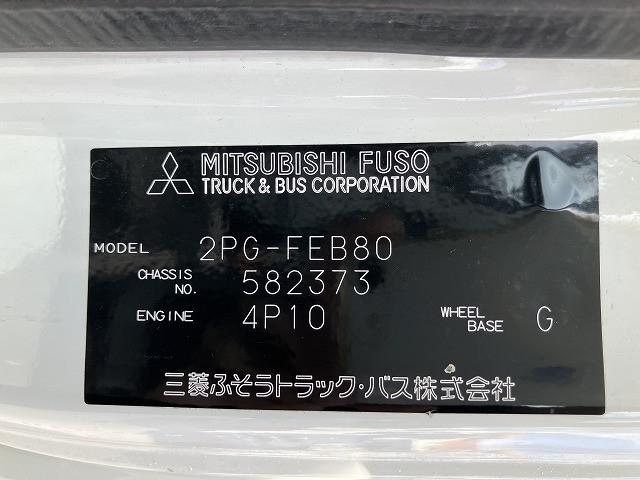 MITSUBISHI FUSO
TRUCK & BUS CORPORATION
MODEL 2PG-FEB80
CHASSIS NO. 582373
ENGINE 4P10 WHEEL BASE G
三菱ふそうトラック・バス株式会社